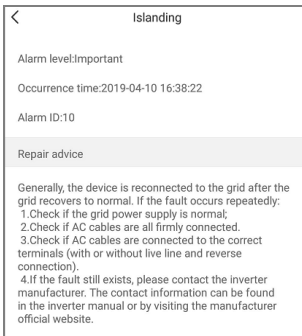 Islanding
Alarm level:Important
Occurrence time:2019-04-10 16:38:22
Alarm ID:10
Repair advice
Generally, the device is reconnected to the grid after the
grid recovers to normal. If the fault occurs repeatedly:
1.Check if the grid power supply is normal;
2.Check if AC cables are all firmly connected.
3.Check if AC cables are connected to the correct
terminals (with or without live line and reverse
connection).
4.If the fault still exists, please contact the inverter
manufacturer. The contact information can be found
in the inverter manual or by visiting the manufacturer
official website.